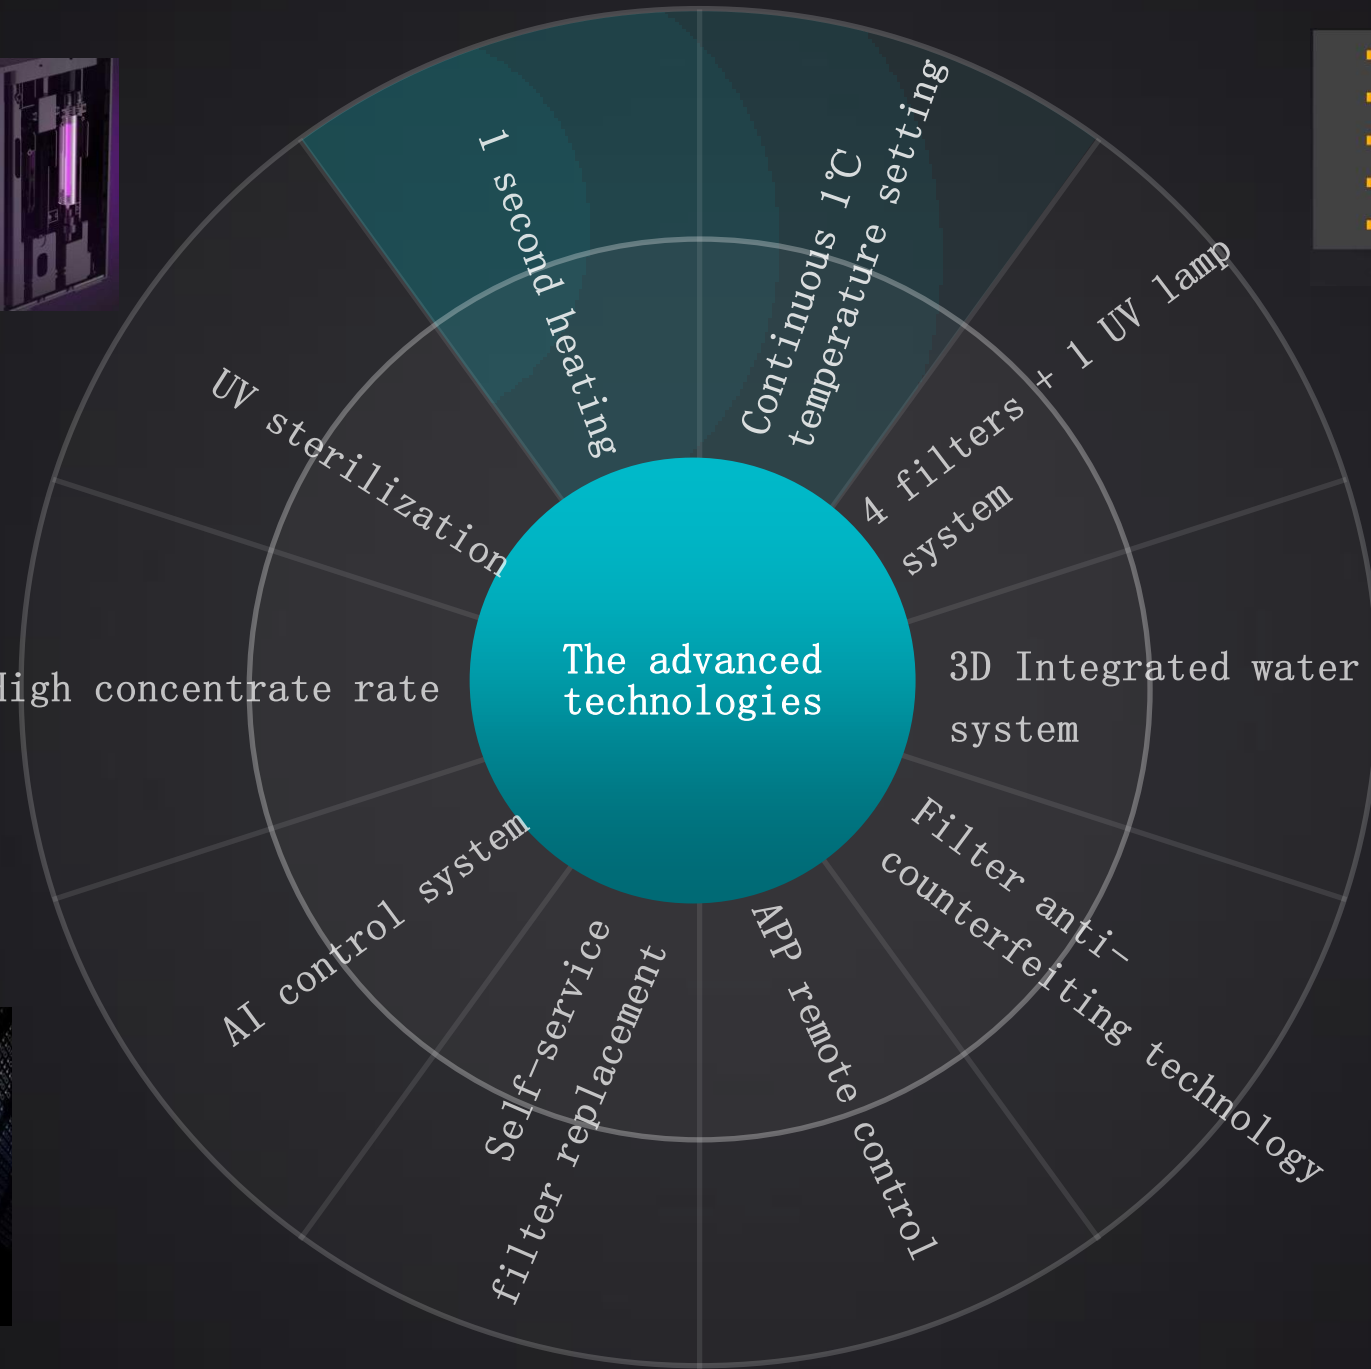 The advanced
technologies
1 second heating
Continuous 1℃
temperature setting
4 filters + 1 UV lamp
system
3D Integrated water
system
Filter anti-
counterfeiting technology
APP remote control
Self-service
filter replacement
AI control system
High concentrate rate
UV sterilization